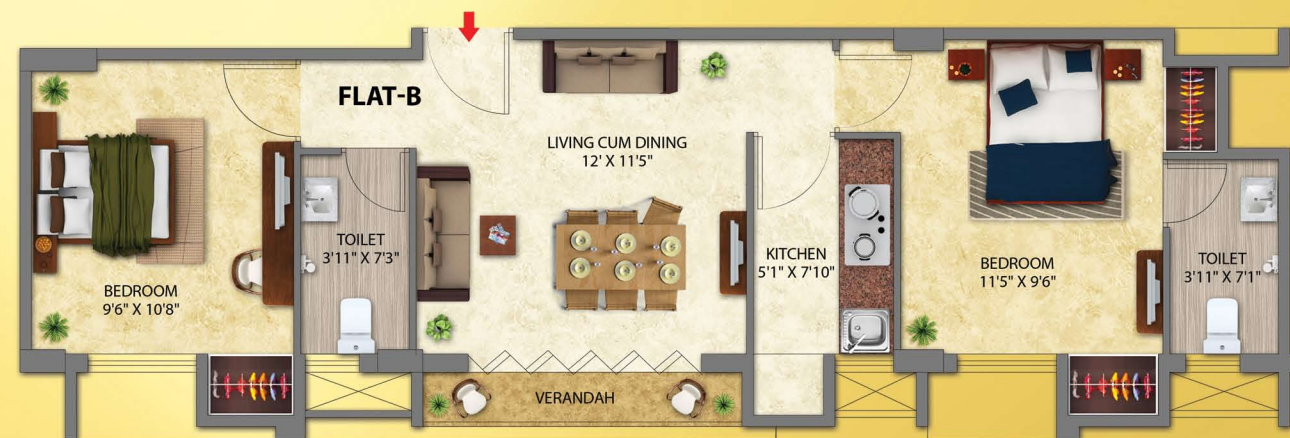 FLAT-B
LIVING CUM DINING
12' X 11'5"
TOILET
3'11" X 7'3"
KITCHEN
5'1" X 7'10"
BEDROOM
9'6" X 10'8"
BEDROOM
11'5" X 9'6"
TOILET
3'11" X 7'1"
VERANDAH